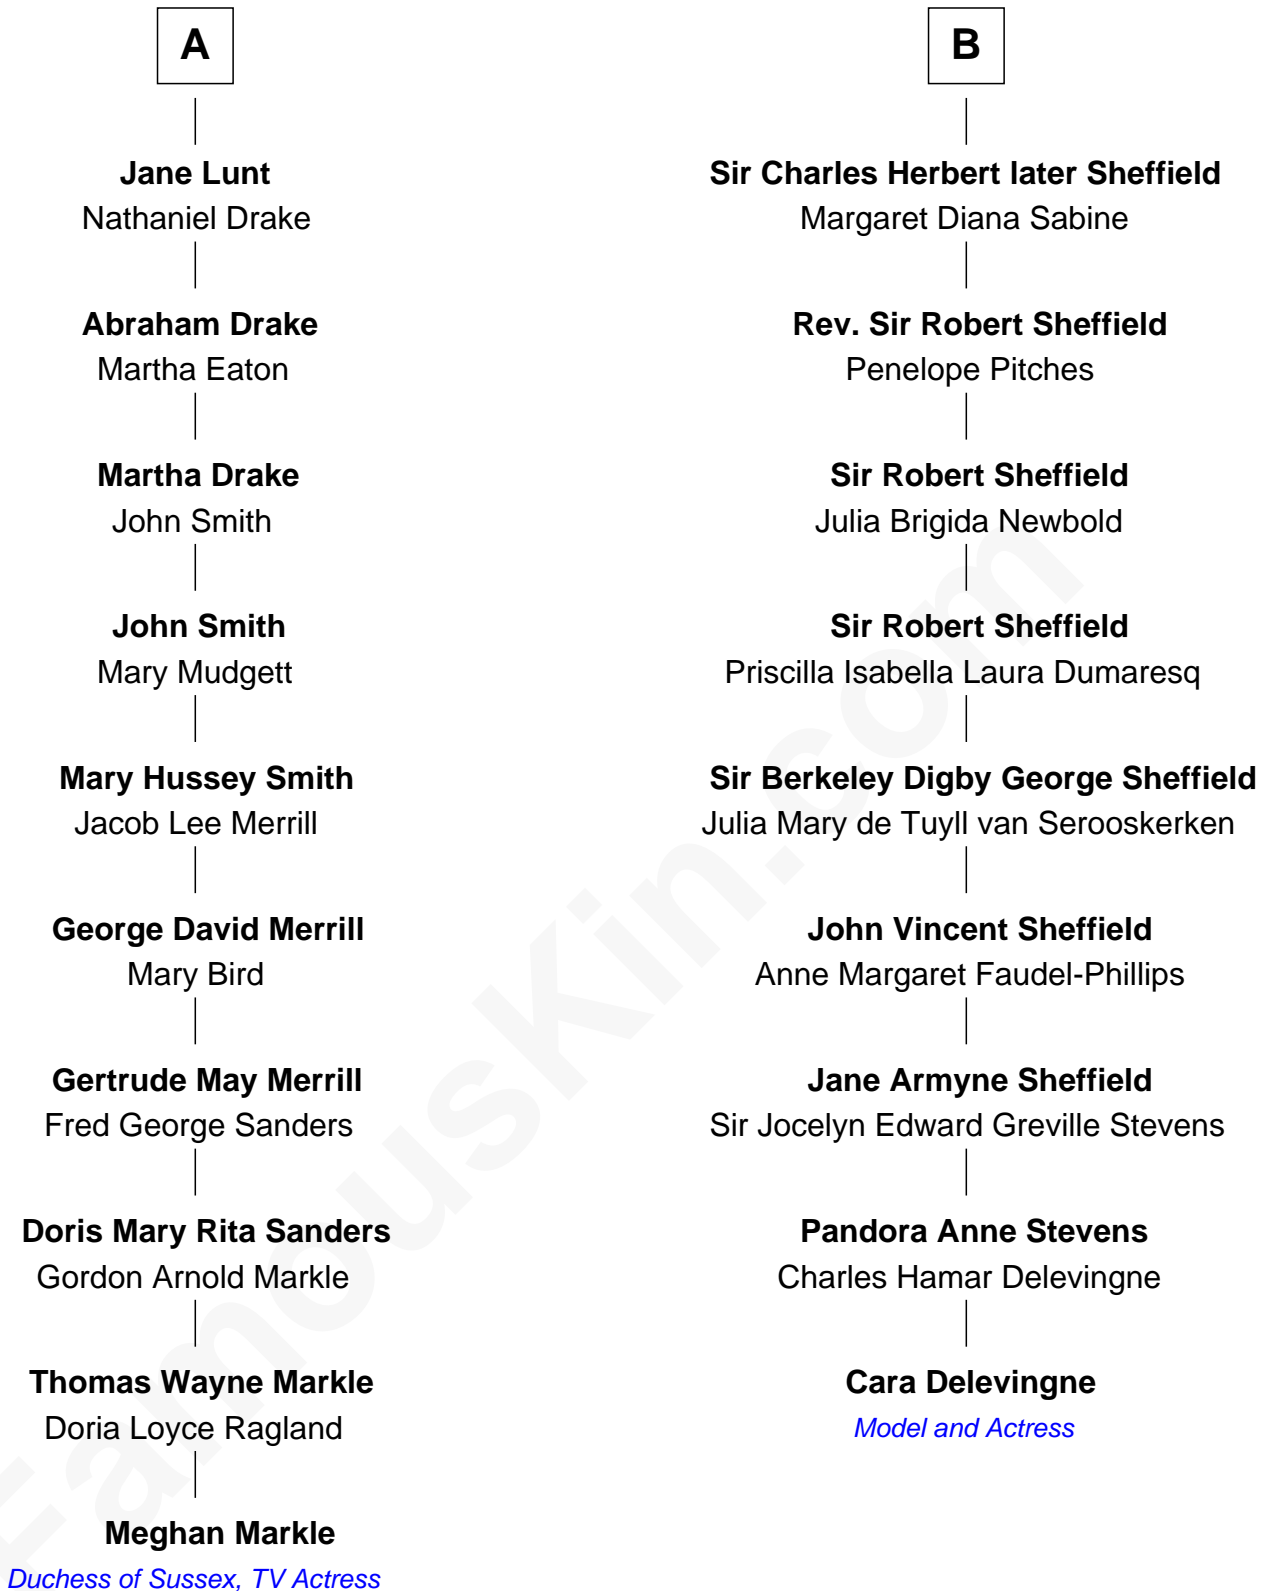 A
Jane Lunt
Nathaniel Drake
Abraham Drake
Martha Eaton
Martha Drake
John Smith
John Smith
Mary Mudgett
Mary Hussey Smith
Jacob Lee Merrill
George David Merrill
Mary Bird
Gertrude May Merrill
Fred George Sanders
Doris Mary Rita Sanders
Gordon Arnold Markle
Thomas Wayne Markle
Doria Loyce Ragland
Meghan Markle
Duchess of Sussex, TV Actress
B
Sir Charles Herbert later Sheffield
Margaret Diana Sabine
Rev. Sir Robert Sheffield
Penelope Pitches
Sir Robert Sheffield
Julia Brigida Newbold
Sir Robert Sheffield
Priscilla Isabella Laura Dumaresq
Sir Berkeley Digby George Sheffield
Julia Mary de Tuyll van Serooskerken
John Vincent Sheffield
Anne Margaret Faudel-Phillips
Jane Armyne Sheffield
Sir Jocelyn Edward Greville Stevens
Pandora Anne Stevens
Charles Hamar Delevingne
Cara Delevingne
Model and Actress
FamousKin.com